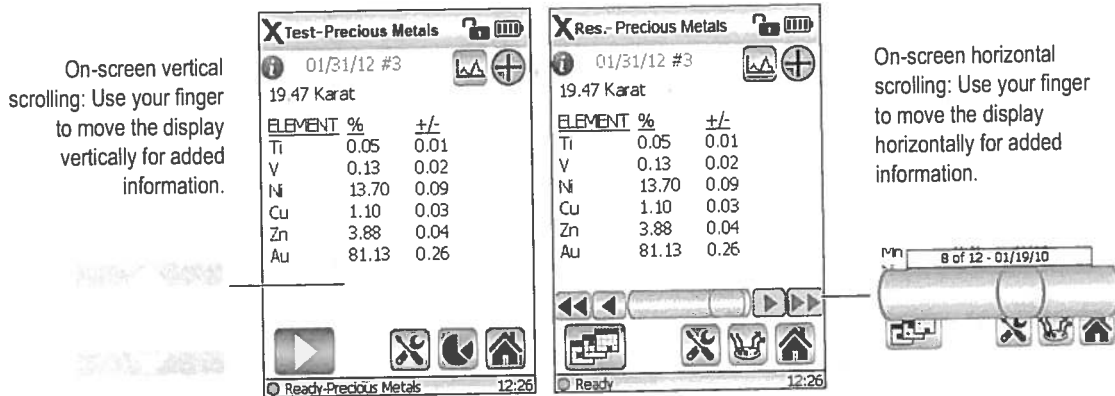 On-screen vertical
scrolling: Use your finger
to move the display
vertically for added
information.
X Test-Precious Metals
01/31/12 #3
19.47 Karat
ELEMENT % +/-
Ti 0.05 0.01
V 0.13 0.02
Ni 13.70 0.09
Cu 1.10 0.03
Zn 3.88 0.04
Au 81.13 0.26
Ready-Precious Metals 12:26
X Res.- Precious Metals
01/31/12 #3
19.47 Karat
ELEMENT % +/-
Ti 0.05 0.01
V 0.13 0.02
Ni 13.70 0.09
Cu 1.10 0.03
Zn 3.88 0.04
Au 81.13 0.26
Ready 12:26
On-screen horizontal
scrolling: Use your finger
to move the display
horizontally for added
information.
Mn
8 of 12 - 01/19/10